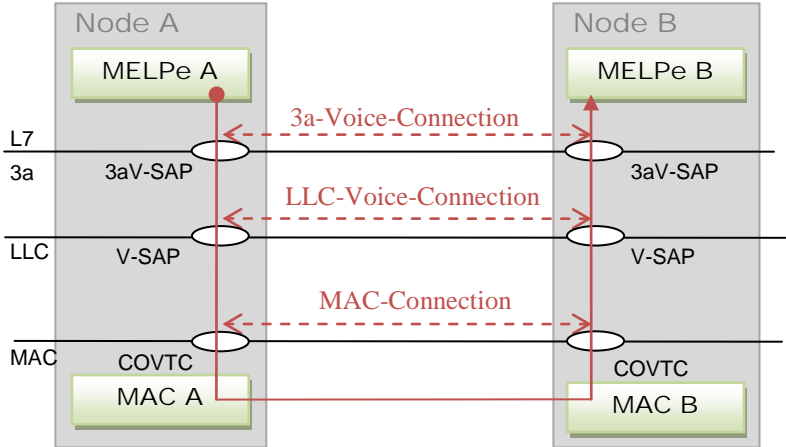 Node A
Node B
MELPe A
MELPe B
3a-Voice-Connection
L7
3a
3aV-SAP
3aV-SAP
LLC-Voice-Connection
LLC
V-SAP
V-SAP
MAC-Connection
MAC
COVTC
COVTC
MAC A
MAC B